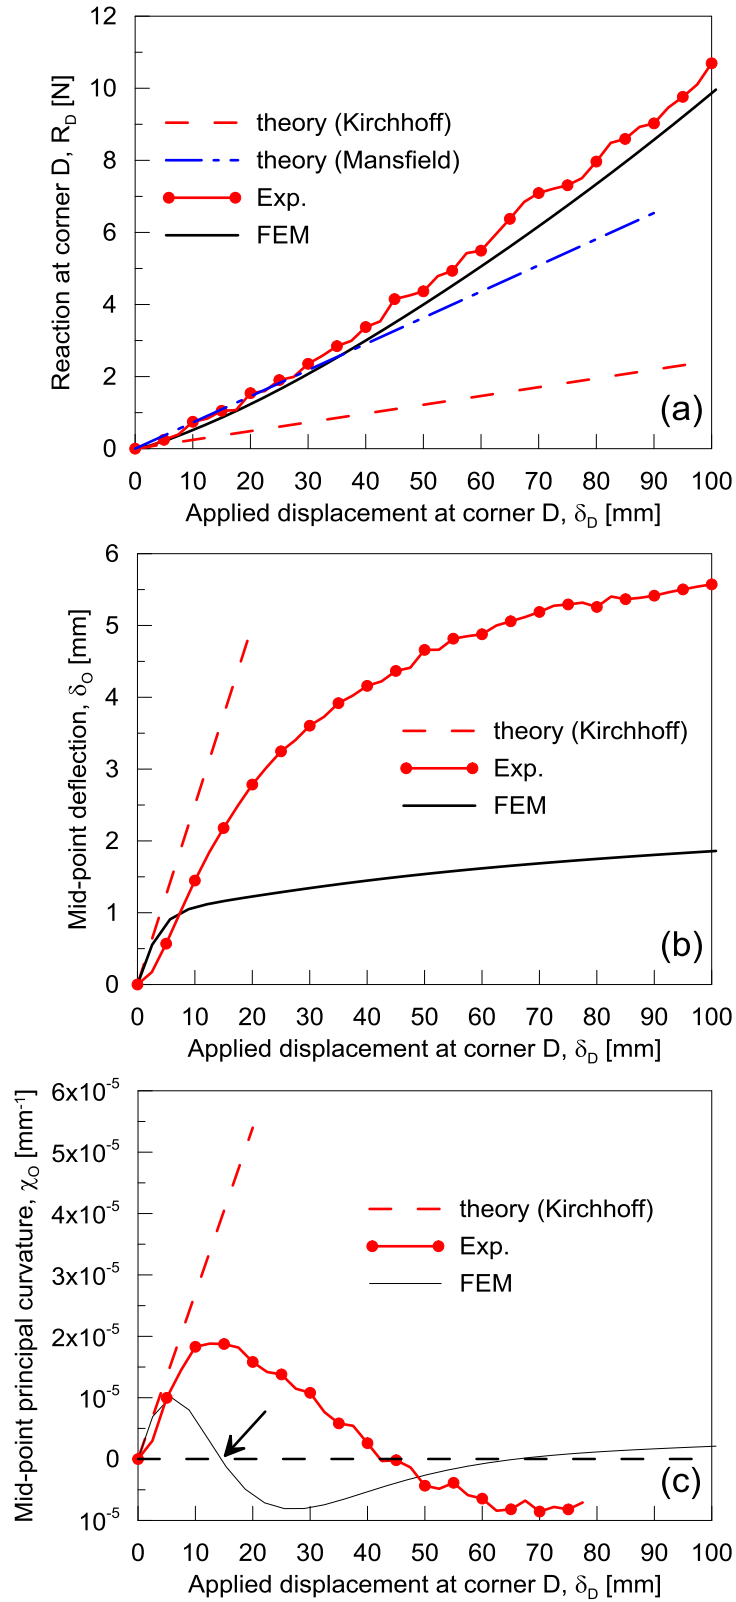 12
10
8
6
4
2
0
Reaction at corner D, R_D [N]
theory (Kirchhoff)
theory (Mansfield)
Exp.
FEM
(a)
0 10 20 30 40 50 60 70 80 90 100
Applied displacement at corner D, δ_D [mm]
6
5
4
3
2
1
0
Mid-point deflection, δ_O [mm]
theory (Kirchhoff)
Exp.
FEM
(b)
0 10 20 30 40 50 60 70 80 90 100
Applied displacement at corner D, δ_D [mm]
6x10⁻⁵
5x10⁻⁵
4x10⁻⁵
3x10⁻⁵
2x10⁻⁵
10⁻⁵
0
10⁻⁵
Mid-point principal curvature, χ_O [mm⁻¹]
theory (Kirchhoff)
Exp.
FEM
(c)
0 10 20 30 40 50 60 70 80 90 100
Applied displacement at corner D, δ_D [mm]